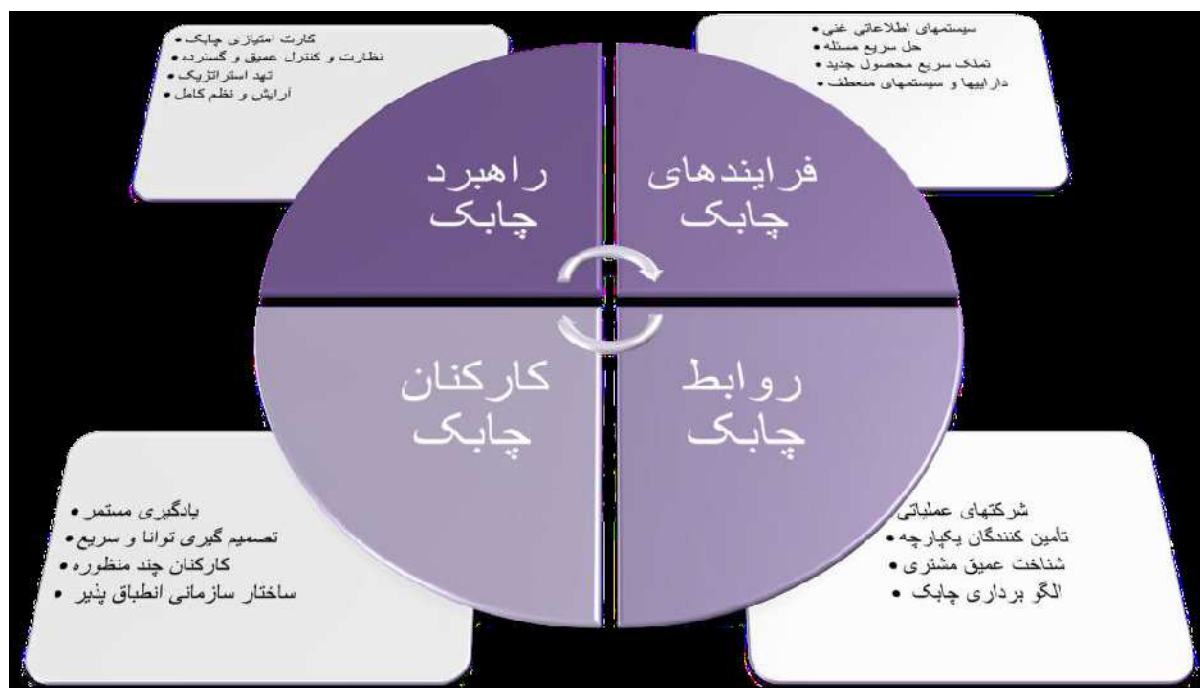 سیستمهای اطلاعاتی غنی
حل سریع مسئله
تملک سریع محصول جدید
داراییها و سیستمهای منعطف
کارت امتیازی چابک
نظارت و کنترل عمیق و گسترده
تهد استراتژیک
آرایش و نظم کامل
فرایندهای
چابک
راهبرد
چابک
روابط
چابک
کارکنان
چابک
شرکتهای عملیاتی
تأمین کنندگان یکپارچه
شناخت عمیق مشتری
الگو برداری چابک
یادگیری مستمر
تصمیم گیری توانا و سریع
کارکنان چند منظوره
ساختار سازمانی انطباق پذیر